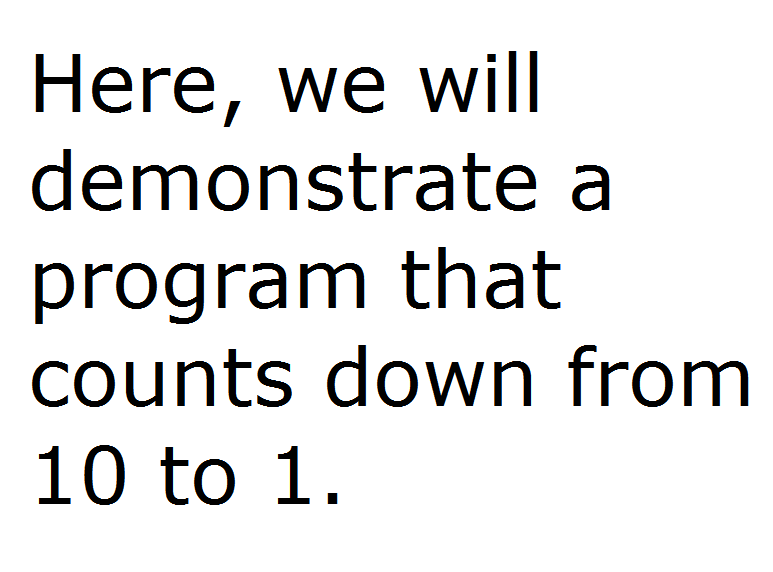 Here, we will
demonstrate a
program that
counts down from
10 to 1.